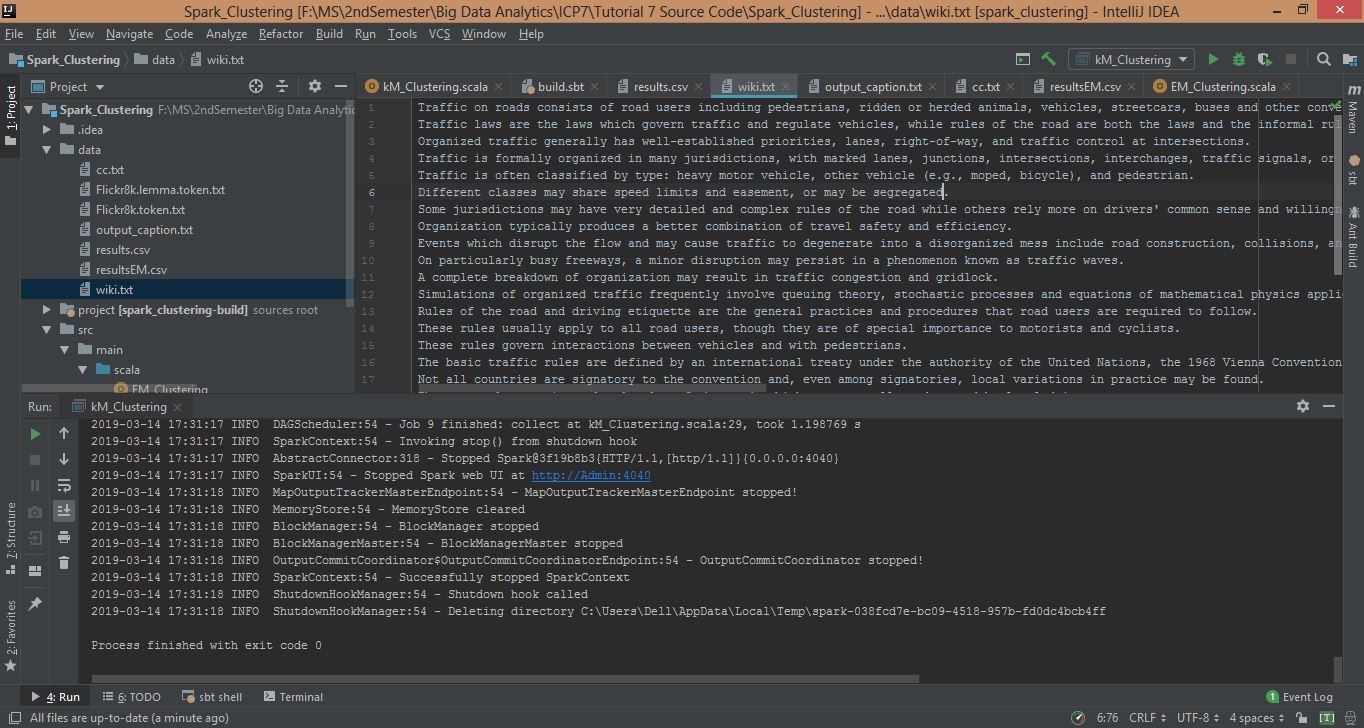 Spark_Clustering [F:\MS\2ndSemester\Big Data Analytics\ICP7\Tutorial 7 Source Code\Spark_Clustering] - ...\data\wiki.txt [spark_clustering] - IntelliJ IDEA
File Edit View Navigate Code Analyze Refactor Build Run Tools VCS Window Help
Spark_Clustering data wiki.txt kM_Clustering
Project kM_Clustering.scala build.sbt results.csv wiki.txt output_caption.txt cc.txt resultsEM.csv EM_Clustering.scala
1: Project
Spark_Clustering F:\MS\2ndSemester\Big Data Analytic
.idea
data
cc.txt
Flickr8k.lemma.token.txt
Flickr8k.token.txt
output_caption.txt
results.csv
resultsEM.csv
wiki.txt
project [spark_clustering-build] sources root
src
main
scala
EM_Clustering
1 Traffic on roads consists of road users including pedestrians, ridden or herded animals, vehicles, streetcars, buses and other conve
2 Traffic laws are the laws which govern traffic and regulate vehicles, while rules of the road are both the laws and the informal rul
3 Organized traffic generally has well-established priorities, lanes, right-of-way, and traffic control at intersections.
4 Traffic is formally organized in many jurisdictions, with marked lanes, junctions, intersections, interchanges, traffic signals, or
5 Traffic is often classified by type: heavy motor vehicle, other vehicle (e.g., moped, bicycle), and pedestrian.
6 Different classes may share speed limits and easement, or may be segregated.
7 Some jurisdictions may have very detailed and complex rules of the road while others rely more on drivers' common sense and willingn
8 Organization typically produces a better combination of travel safety and efficiency.
9 Events which disrupt the flow and may cause traffic to degenerate into a disorganized mess include road construction, collisions, an
10 On particularly busy freeways, a minor disruption may persist in a phenomenon known as traffic waves.
11 A complete breakdown of organization may result in traffic congestion and gridlock.
12 Simulations of organized traffic frequently involve queuing theory, stochastic processes and equations of mathematical physics appli
13 Rules of the road and driving etiquette are the general practices and procedures that road users are required to follow.
14 These rules usually apply to all road users, though they are of special importance to motorists and cyclists.
15 These rules govern interactions between vehicles and with pedestrians.
16 The basic traffic rules are defined by an international treaty under the authority of the United Nations, the 1968 Vienna Convention
17 Not all countries are signatory to the convention and, even among signatories, local variations in practice may be found.
Maven
sbt
Ant Build
Run: kM_Clustering
2019-03-14 17:31:17 INFO DAGScheduler:54 - Job 9 finished: collect at kM_Clustering.scala:29, took 1.198769 s
2019-03-14 17:31:17 INFO SparkContext:54 - Invoking stop() from shutdown hook
2019-03-14 17:31:17 INFO AbstractConnector:318 - Stopped Spark@3f19b8b3{HTTP/1.1,[http/1.1]}{0.0.0.0:4040}
2019-03-14 17:31:17 INFO SparkUI:54 - Stopped Spark web UI at http://Admin:4040
2019-03-14 17:31:18 INFO MapOutputTrackerMasterEndpoint:54 - MapOutputTrackerMasterEndpoint stopped!
2019-03-14 17:31:18 INFO MemoryStore:54 - MemoryStore cleared
2019-03-14 17:31:18 INFO BlockManager:54 - BlockManager stopped
2019-03-14 17:31:18 INFO BlockManagerMaster:54 - BlockManagerMaster stopped
2019-03-14 17:31:18 INFO OutputCommitCoordinator$OutputCommitCoordinatorEndpoint:54 - OutputCommitCoordinator stopped!
2019-03-14 17:31:18 INFO SparkContext:54 - Successfully stopped SparkContext
2019-03-14 17:31:18 INFO ShutdownHookManager:54 - Shutdown hook called
2019-03-14 17:31:18 INFO ShutdownHookManager:54 - Deleting directory C:\Users\Dell\AppData\Local\Temp\spark-038fcd7e-bc09-4518-957b-fd0dc4bcb4ff
Process finished with exit code 0
7: Structure
2: Favorites
4: Run 6: TODO sbt shell Terminal 1 Event Log
All files are up-to-date (a minute ago) 6:76 CRLF UTF-8 4 spaces [T]